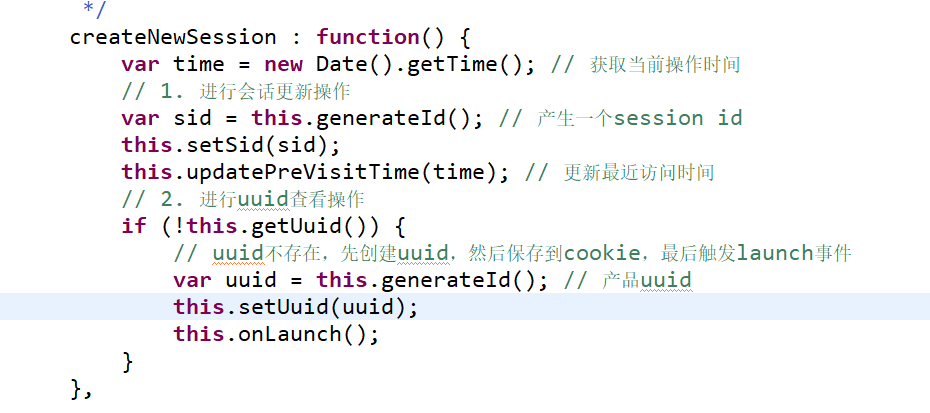 */
createNewSession : function() {
var time = new Date().getTime(); // 获取当前操作时间
// 1. 进行会话更新操作
var sid = this.generateId(); // 产生一个session id
this.setSid(sid);
this.updatePreVisitTime(time); // 更新最近访问时间
// 2. 进行uuid查看操作
if (!this.getUuid()) {
// uuid不存在，先创建uuid，然后保存到cookie，最后触发launch事件
var uuid = this.generateId(); // 产品uuid
this.setUuid(uuid);
this.onLaunch();
}
},